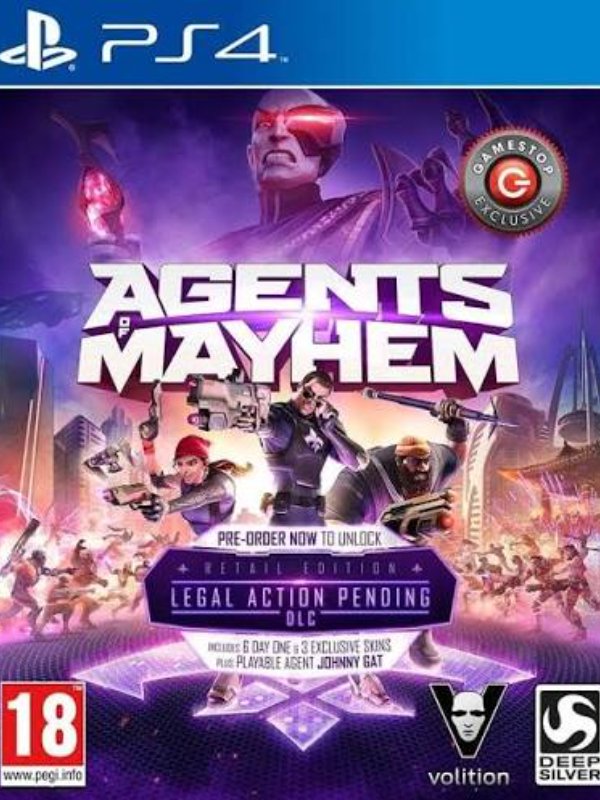 PS4
GAMESTOP
EXCLUSIVE
AGENTS
OF
MAYHEM
PRE-ORDER NOW TO UNLOCK
RETAIL EDITION
LEGAL ACTION PENDING
DLC
INCLUDES 6 DAY ONE & 3 EXCLUSIVE SKINS
PLUS PLAYABLE AGENT JOHNNY GAT
18
www.pegi.info
volition
DEEP
SILVER